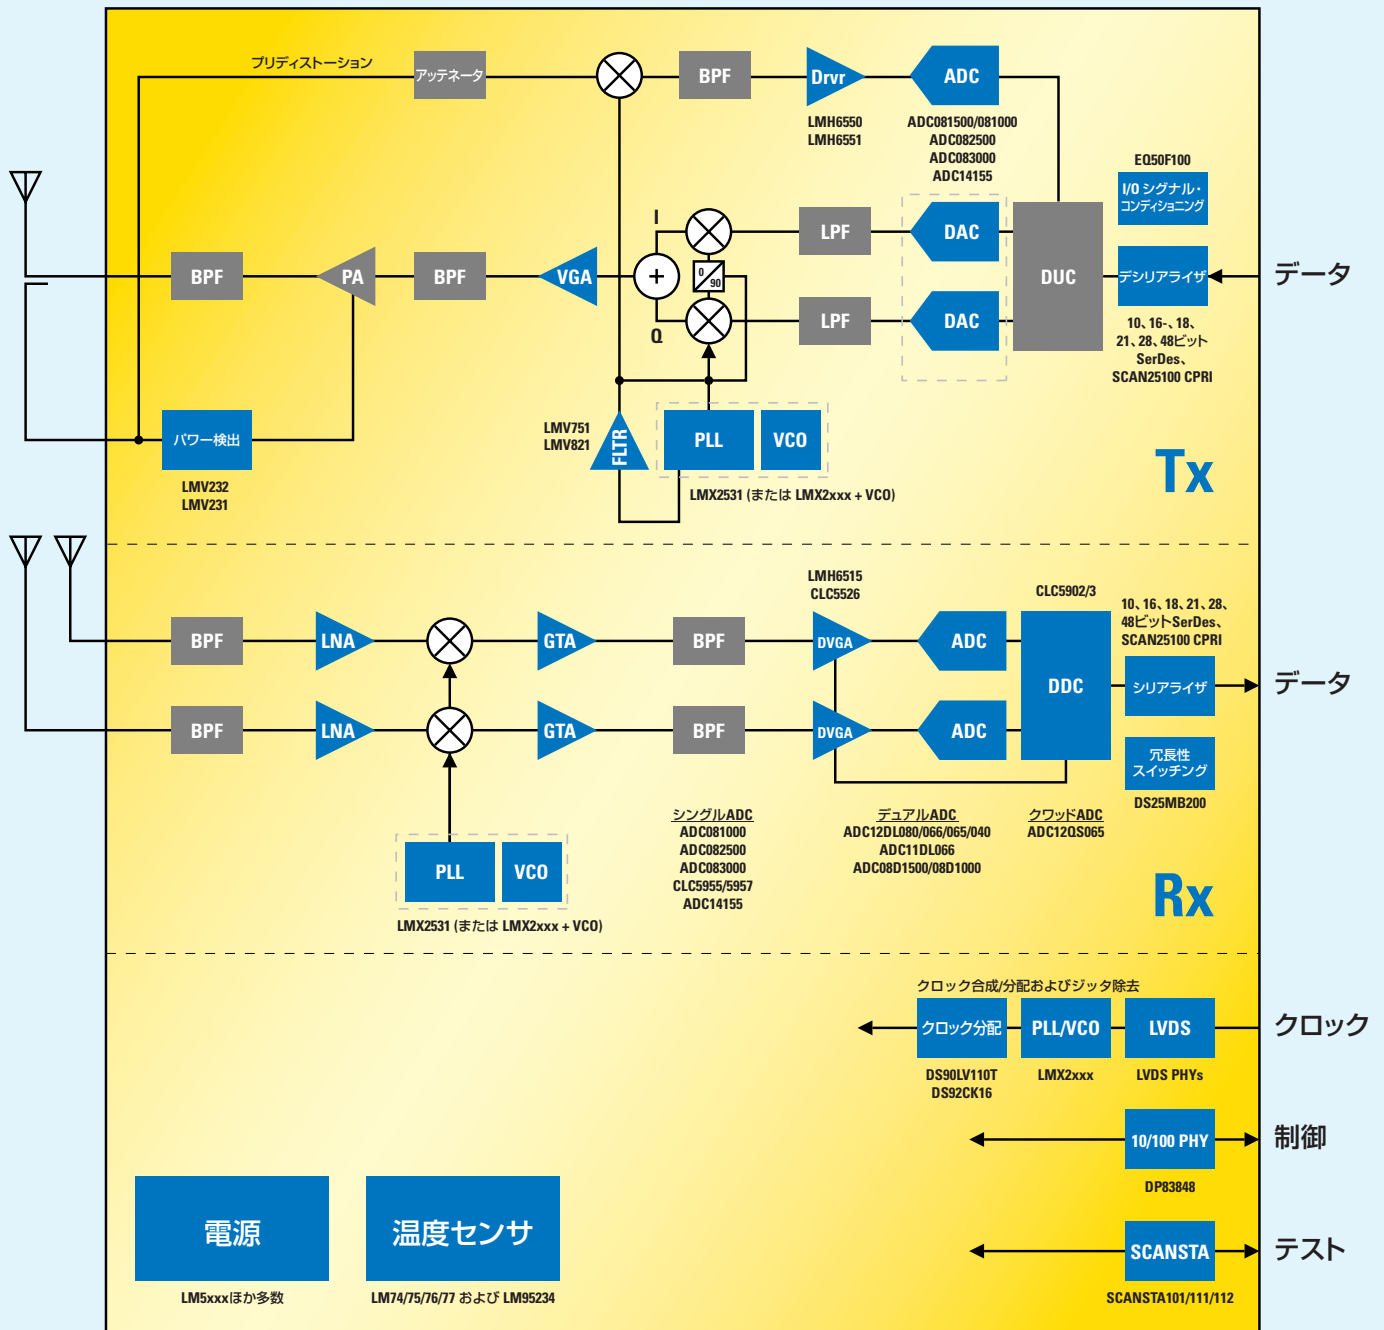 プリディストーション
アッテネータ
BPF
Drvr
ADC
LMH6550
LMH6551
ADC081500/081000
ADC082500
ADC083000
ADC14155
EQ50F100
I/O シグナル・
コンディショニング
I
LPF
DAC
BPF
PA
BPF
VGA
+
0
90
DUC
デシリアライザ
データ
Q
LPF
DAC
10、16-、18、
21、28、48ビット
SerDes、
SCAN25100 CPRI
パワー検出
LMV232
LMV231
LMV751
LMV821
FLTR
PLL
VCO
LMX2531 (または LMX2xxx + VCO)
Tx
LMH6515
CLC5526
CLC5902/3
10、16、18、21、28、
48ビットSerDes、
SCAN25100 CPRI
BPF
LNA
GTA
BPF
DVGA
ADC
DDC
シリアライザ
データ
BPF
LNA
GTA
BPF
DVGA
ADC
冗長性
スイッチング
DS25MB200
シングルADC
ADC081000
ADC082500
ADC083000
CLC5955/5957
ADC14155
デュアルADC
ADC12DL080/066/065/040
ADC11DL066
ADC08D1500/08D1000
クワッドADC
ADC12QS065
PLL
VCO
LMX2531 (または LMX2xxx + VCO)
Rx
クロック合成/分配およびジッタ除去
クロック分配
PLL/VCO
LVDS
クロック
DS90LV110T
DS92CK16
LMX2xxx
LVDS PHYs
10/100 PHY
制御
DP83848
電源
温度センサ
SCANSTA
テスト
LM5xxxほか多数
LM74/75/76/77 および LM95234
SCANSTA101/111/112